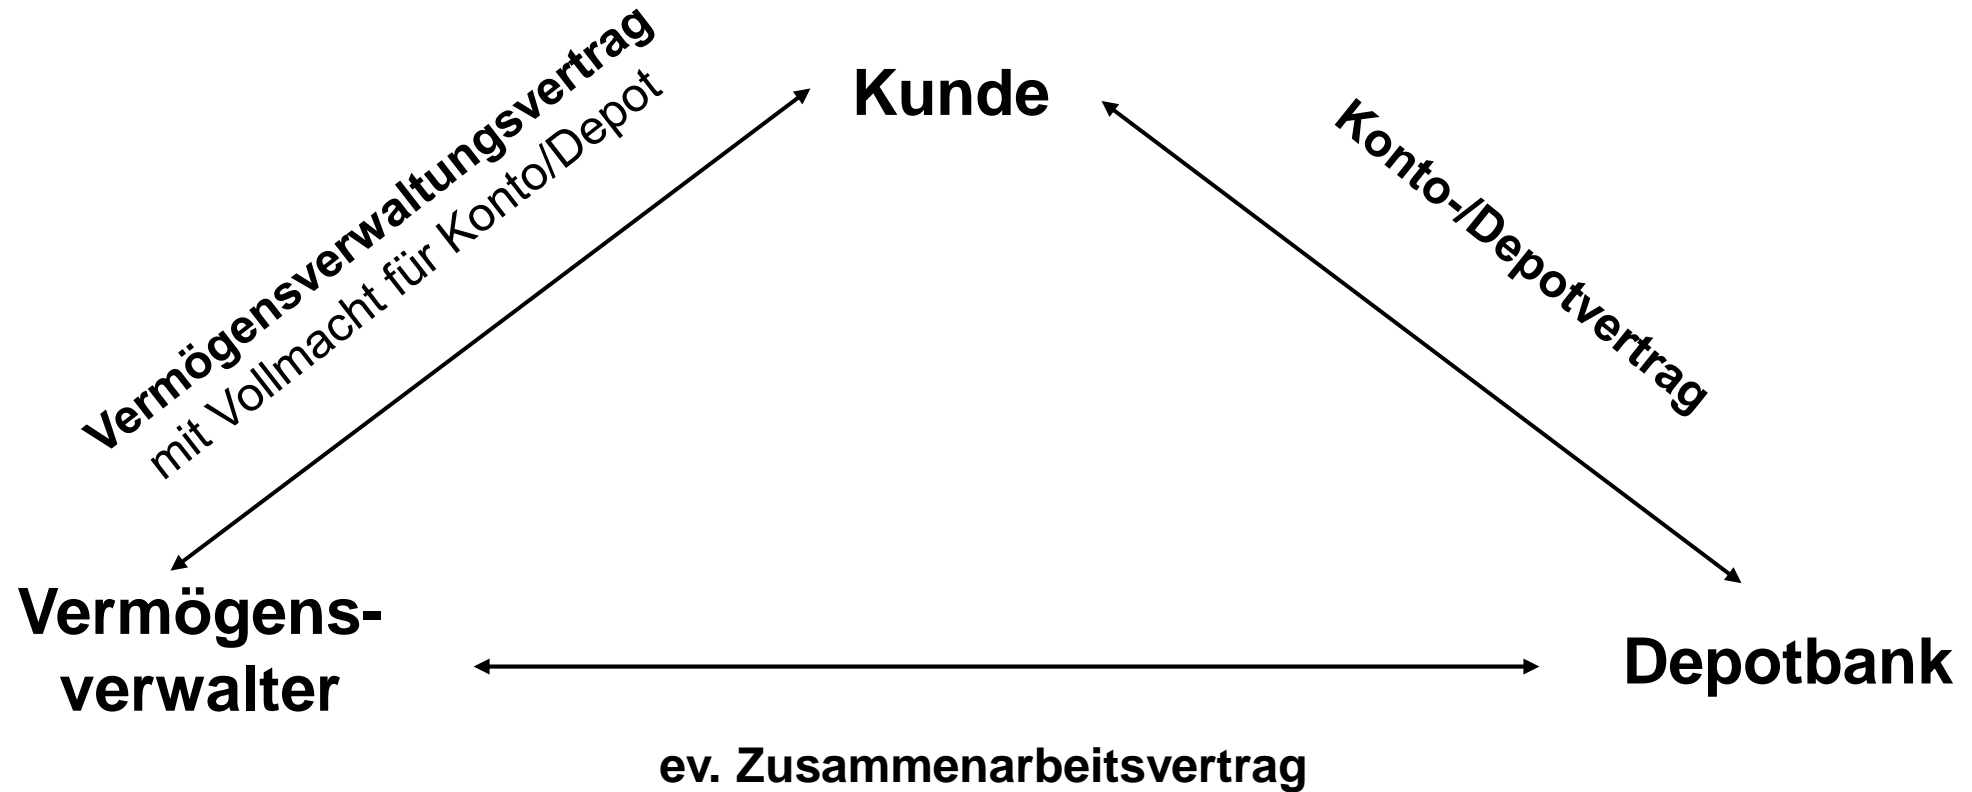 Kunde
Vermögensverwaltungsvertrag
mit Vollmacht für Konto/Depot
Konto-/Depotvertrag
Vermögens-
verwalter
Depotbank
ev. Zusammenarbeitsvertrag